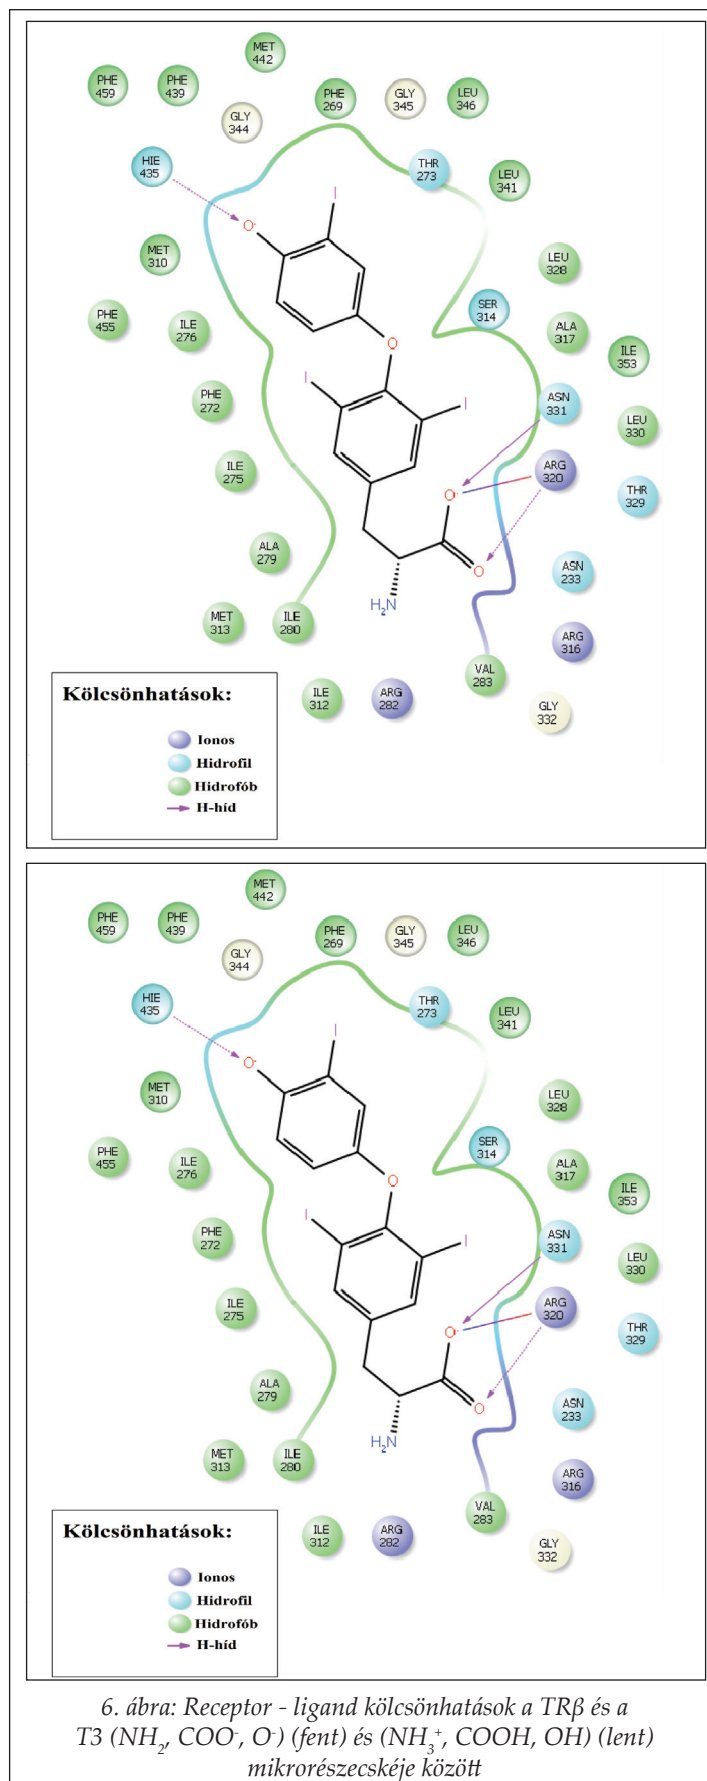 MET
442
PHE
459
PHE
439
PHE
269
GLY
345
LEU
346
GLY
344
HIE
435
THR
273
LEU
341
I
O-
MET
310
LEU
328
SER
314
PHE
455
ILE
276
ALA
317
O
ILE
353
I
I
PHE
272
ASN
331
LEU
330
ILE
275
ARG
320
THR
329
O-
ALA
279
O
ASN
233
H2N
MET
313
ILE
280
ARG
316
VAL
283
ILE
312
ARG
282
GLY
332
Kölcsönhatások:
Ionos
Hidrofil
Hidrofób
H-híd
MET
442
PHE
459
PHE
439
PHE
269
GLY
345
LEU
346
GLY
344
HIE
435
THR
273
LEU
341
I
O-
MET
310
LEU
328
SER
314
PHE
455
ILE
276
ALA
317
O
ILE
353
I
I
PHE
272
ASN
331
LEU
330
ILE
275
ARG
320
THR
329
O-
ALA
279
O
ASN
233
H2N
MET
313
ILE
280
ARG
316
VAL
283
ILE
312
ARG
282
GLY
332
Kölcsönhatások:
Ionos
Hidrofil
Hidrofób
H-híd
6. ábra: Receptor - ligand kölcsönhatások a TRβ és a
T3 (NH₂, COO⁻, O⁻) (fent) és (NH₃⁺, COOH, OH) (lent)
mikrorészecskéje között